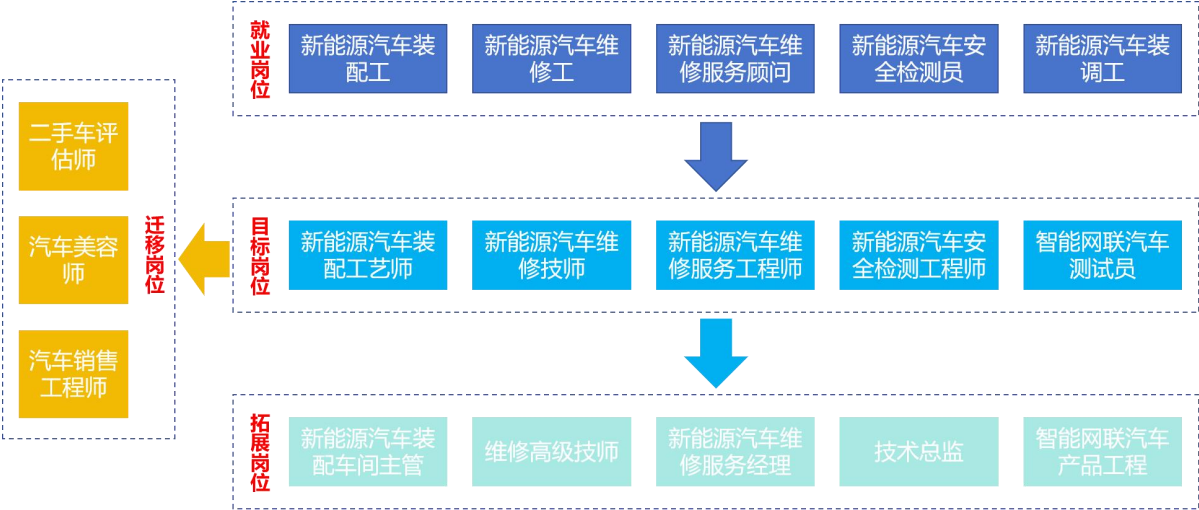 就业岗位
新能源汽车装
配工
新能源汽车维
修工
新能源汽车维
修服务顾问
新能源汽车安
全检测员
新能源汽车装
调工
二手车评
估师
汽车美容
师
汽车销售
工程师
迁移岗位
目标岗位
新能源汽车装
配工艺师
新能源汽车维
修技师
新能源汽车维
修服务工程师
新能源汽车安
全检测工程师
智能网联汽车
测试员
拓展岗位
新能源汽车装
配车间主管
维修高级技师
新能源汽车维
修服务经理
技术总监
智能网联汽车
产品工程